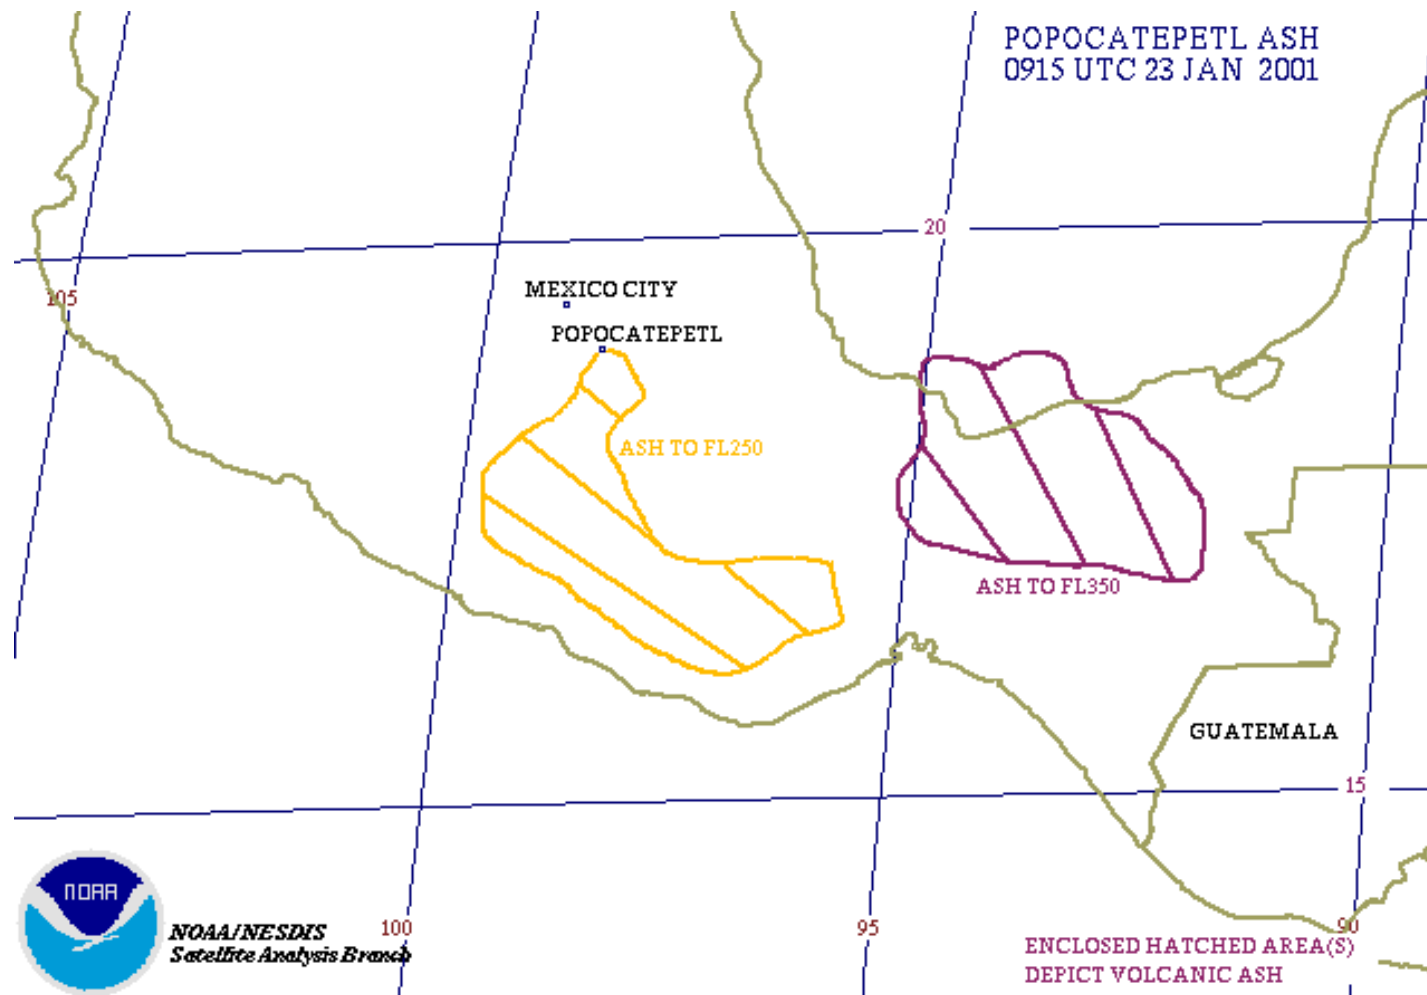 POPOCATEPETL ASH
0915 UTC 23 JAN 2001
20
105
MEXICO CITY
POPOCATEPETL
ASH TO FL250
ASH TO FL350
GUATEMALA
15
NOAA
NOAA/NESDIS
Satellite Analysis Branch
100
95
90
ENCLOSED HATCHED AREA(S)
DEPICT VOLCANIC ASH